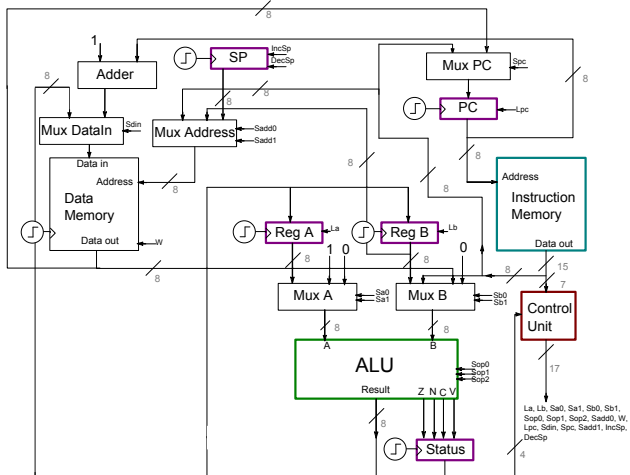 8
1
IncSp
SP
DecSp
Mux PC
Spc
Adder
8
8
8
8
PC
Lpc
Mux DataIn
Sdin
Mux Address
Sadd0
Sadd1
8
Data in
Address
8
8
8
Address
Data
Memory
Instruction
Memory
Reg A
La
Reg B
Lb
Data out
W
1 0
0
Data out
8
8
8
8
15
7
Mux A
Sa0
Sa1
Mux B
Sb0
Sb1
Control
Unit
8
8
A
B
ALU
Sop0
Sop1
Sop2
17
Result
Z N C V
8
La, Lb, Sa0, Sa1, Sb0, Sb1,
Sop0, Sop1, Sop2, Sadd0, W,
Lpc, Sdin, Spc, Sadd1, IncSp,
DecSp
Status
4